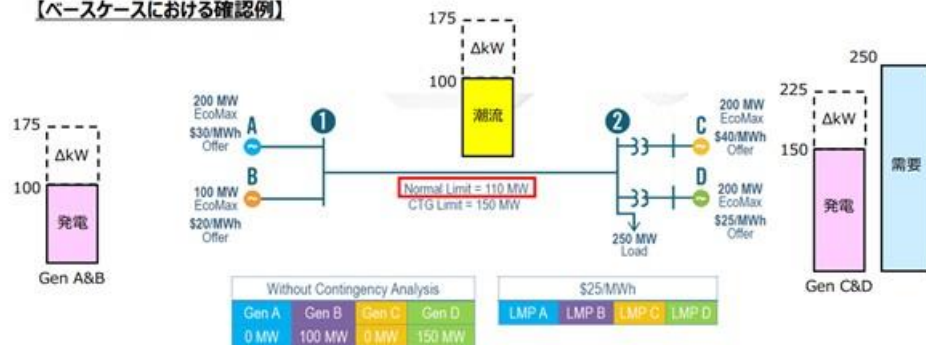 【ベースケースにおける確認例】
175
ΔkW
100
発電
Gen A&B
200 MW
EcoMax
$30/MWh
Offer
A
100 MW
EcoMax
$20/MWh
Offer
B
1
175
ΔkW
100
潮流
Normal Limit = 110 MW
CTG Limit = 150 MW
2
250 MW
Load
C
200 MW
EcoMax
$40/MWh
Offer
D
200 MW
EcoMax
$25/MWh
Offer
225
ΔkW
150
発電
Gen C&D
250
需要
Without Contingency Analysis
Gen A Gen B Gen C Gen D
0 MW 100 MW 0 MW 150 MW
$25/MWh
LMP A LMP B LMP C LMP D